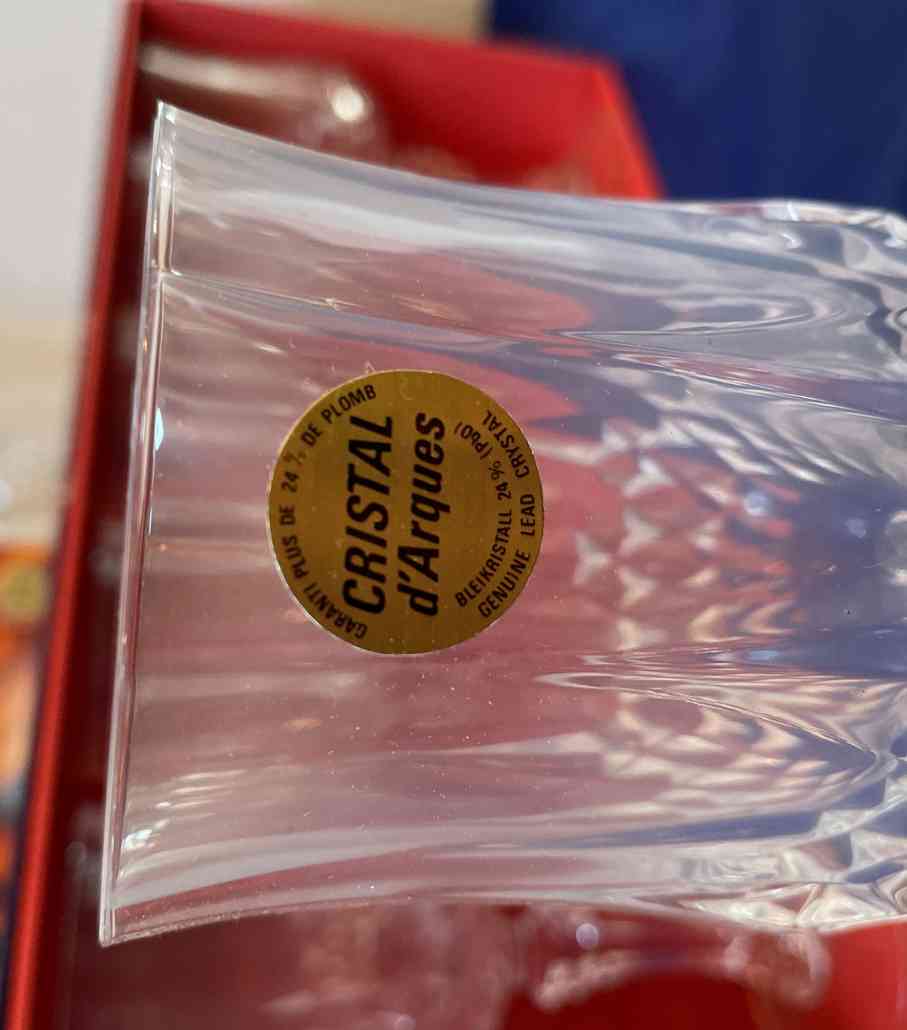 GARANTI PLUS DE 24% DE PLOMB
CRISTAL
d'Arques
BLEIKRISTALL 24% (PbO)
GENUINE LEAD CRYSTAL